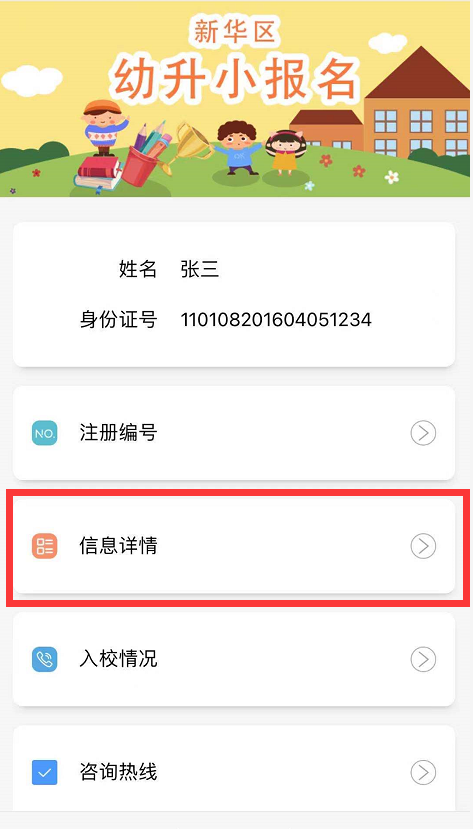 新华区
幼升小报名
姓名 张三
身份证号 110108201604051234
NO. 注册编号
信息详情
入校情况
咨询热线